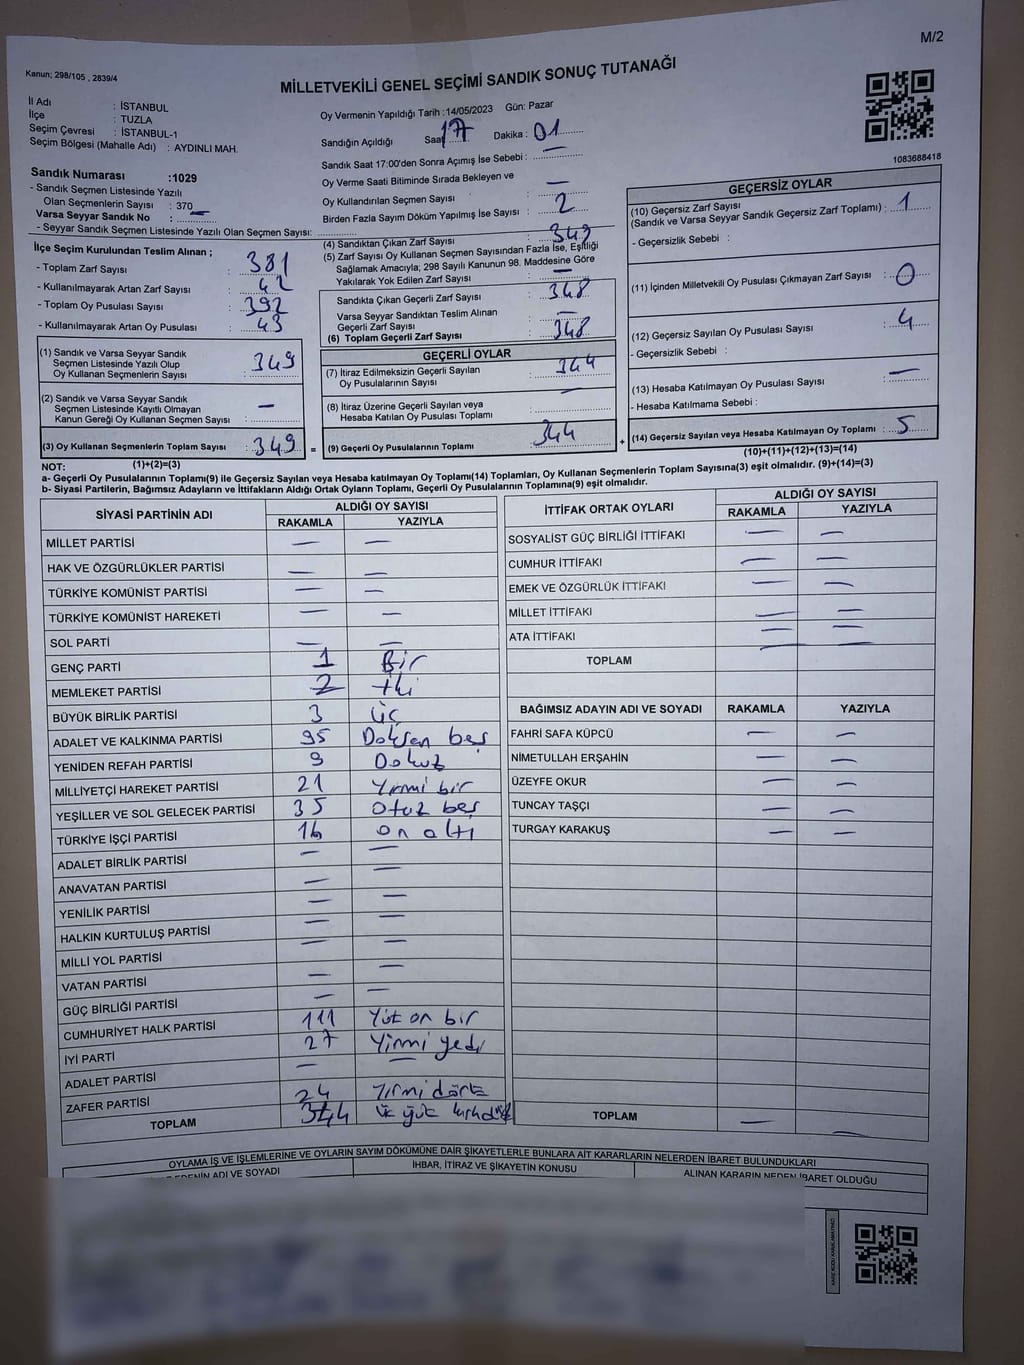 M/2
Kanun; 298/105 , 2839/4
MİLLETVEKİLİ GENEL SEÇİMİ SANDIK SONUÇ TUTANAĞI
İl Adı : İSTANBUL
İlçe : TUZLA
Seçim Çevresi : İSTANBUL-1
Seçim Bölgesi (Mahalle Adı) : AYDINLI MAH.
Oy Vermenin Yapıldığı Tarih :14/05/2023 Gün: Pazar
Sandığın Açıldığı Saat 17 Dakika : 01
Sandık Saat 17:00'den Sonra Açımış İse Sebebi : —
1083688418
Sandık Numarası :1029
- Sandık Seçmen Listesinde Yazılı
Olan Seçmenlerin Sayısı : 370
Varsa Seyyar Sandık No : —
- Seyyar Sandık Seçmen Listesinde Yazılı Olan Seçmen Sayısı:
Oy Verme Saati Bitiminde Sırada Bekleyen ve
Oy Kullandırılan Seçmen Sayısı : —
Birden Fazla Sayım Döküm Yapılmış İse Sayısı : 2
İlçe Seçim Kurulundan Teslim Alınan ;
- Toplam Zarf Sayısı : 381
- Kullanılmayarak Artan Zarf Sayısı : 42
- Toplam Oy Pusulası Sayısı : 392
- Kullanılmayarak Artan Oy Pusulası : 43
(4) Sandıktan Çıkan Zarf Sayısı : 349
(5) Zarf Sayısı Oy Kullanan Seçmen Sayısından Fazla İse, Eşitliği
Sağlamak Amacıyla; 298 Sayılı Kanunun 98. Maddesine Göre
Yakılarak Yok Edilen Zarf Sayısı : —
Sandıkta Çıkan Geçerli Zarf Sayısı : 348
Varsa Seyyar Sandıktan Teslim Alınan
Geçerli Zarf Sayısı : —
(6) Toplam Geçerli Zarf Sayısı : 348
GEÇERSİZ OYLAR
(10) Geçersiz Zarf Sayısı
(Sandık ve Varsa Seyyar Sandık Geçersiz Zarf Toplamı) : 1
- Geçersizlik Sebebi :
(11) İçinden Milletvekili Oy Pusulası Çıkmayan Zarf Sayısı : 0
(12) Geçersiz Sayılan Oy Pusulası Sayısı : 4
- Geçersizlik Sebebi :
(13) Hesaba Katılmayan Oy Pusulası Sayısı : —
- Hesaba Katılmama Sebebi :
(14) Geçersiz Sayılan veya Hesaba Katılmayan Oy Toplamı : 5
(10)+(11)+(12)+(13)=(14)
(1) Sandık ve Varsa Seyyar Sandık
Seçmen Listesinde Yazılı Olup
Oy Kullanan Seçmenlerin Sayısı : 349
(2) Sandık ve Varsa Seyyar Sandık
Seçmen Listesinde Kayıtlı Olmayan
Kanun Gereği Oy Kullanan Seçmen Sayısı : —
(3) Oy Kullanan Seçmenlerin Toplam Sayısı : 349 =
GEÇERLİ OYLAR
(7) İtiraz Edilmeksizin Geçerli Sayılan
Oy Pusulalarının Sayısı : 344
(8) İtiraz Üzerine Geçerli Sayılan veya
Hesaba Katılan Oy Pusulası Toplamı : —
(9) Geçerli Oy Pusulalarının Toplamı : 344 +
NOT: (1)+(2)=(3)
a- Geçerli Oy Pusulalarının Toplamı(9) ile Geçersiz Sayılan veya Hesaba katılmayan Oy Toplamı(14) Toplamları, Oy Kullanan Seçmenlerin Toplam Sayısına(3) eşit olmalıdır. (9)+(14)=(3)
b- Siyasi Partilerin, Bağımsız Adayların ve İttifakların Aldığı Ortak Oyların Toplamı, Geçerli Oy Pusulalarının Toplamına(9) eşit olmalıdır.
SİYASİ PARTİNİN ADI ALDIĞI OY SAYISI
RAKAMLA YAZIYLA
MİLLET PARTİSİ — —
HAK VE ÖZGÜRLÜKLER PARTİSİ — —
TÜRKİYE KOMÜNİST PARTİSİ — —
TÜRKİYE KOMÜNİST HAREKETİ — —
SOL PARTİ — —
GENÇ PARTİ 1 Bir
MEMLEKET PARTİSİ 2 İki
BÜYÜK BİRLİK PARTİSİ 3 üç
ADALET VE KALKINMA PARTİSİ 95 Doksan beş
YENİDEN REFAH PARTİSİ 9 Dokuz
MİLLİYETÇİ HAREKET PARTİSİ 21 Yirmi bir
YEŞİLLER VE SOL GELECEK PARTİSİ 35 otuz beş
TÜRKİYE İŞÇİ PARTİSİ 16 on altı
ADALET BİRLİK PARTİSİ — —
ANAVATAN PARTİSİ — —
YENİLİK PARTİSİ — —
HALKIN KURTULUŞ PARTİSİ — —
MİLLİ YOL PARTİSİ — —
VATAN PARTİSİ — —
GÜÇ BİRLİĞİ PARTİSİ — —
CUMHURİYET HALK PARTİSİ 111 Yüz on bir
İYİ PARTİ 27 Yirmi yedi
ADALET PARTİSİ — —
ZAFER PARTİSİ 24 Yirmi dört
TOPLAM 344 üç yüz kırk dört
İTTİFAK ORTAK OYLARI ALDIĞI OY SAYISI
RAKAMLA YAZIYLA
SOSYALİST GÜÇ BİRLİĞİ İTTİFAKI — —
CUMHUR İTTİFAKI — —
EMEK VE ÖZGÜRLÜK İTTİFAKI — —
MİLLET İTTİFAKI — —
ATA İTTİFAKI — —
TOPLAM — —
BAĞIMSIZ ADAYIN ADI VE SOYADI RAKAMLA YAZIYLA
FAHRİ SAFA KÜPCÜ — —
NİMETULLAH ERŞAHİN — —
ÜZEYFE OKUR — —
TUNCAY TAŞÇI — —
TURGAY KARAKUŞ — —
TOPLAM — —
OYLAMA İŞ VE İŞLEMLERİNE VE OYLARIN SAYIM DÖKÜMÜNE DAİR ŞİKAYETLERLE BUNLARA AİT KARARLARIN NELERDEN İBARET BULUNDUKLARI
EDENİN ADI VE SOYADI İHBAR, İTİRAZ VE ŞİKAYETİN KONUSU ALINAN KARARIN NEDEN İBARET OLDUĞU